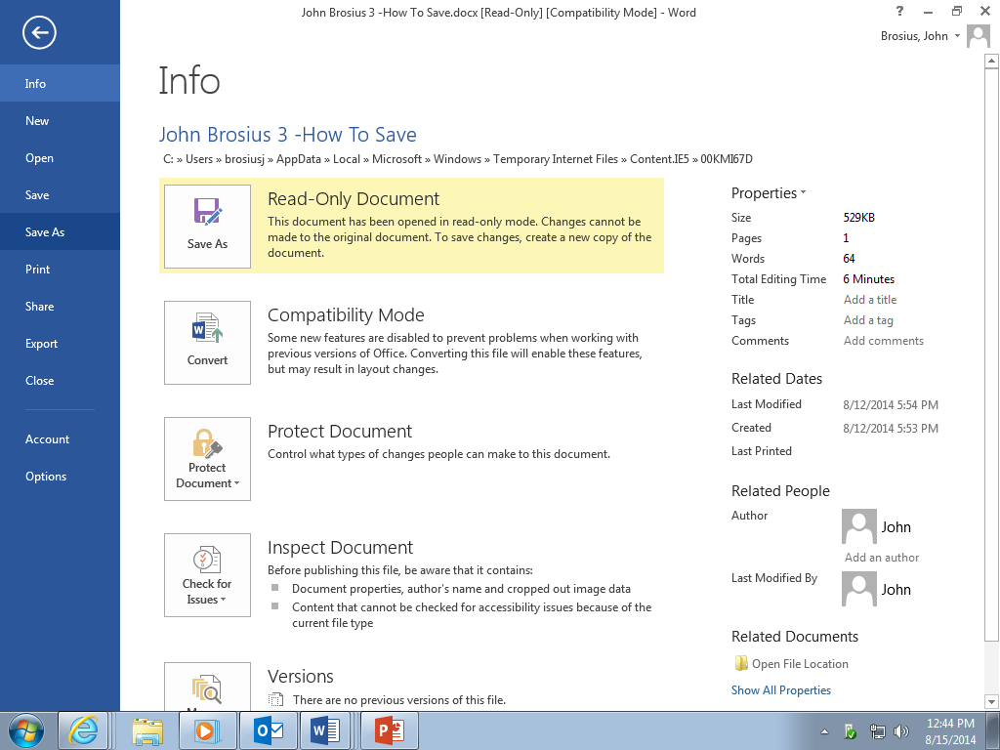 John Brosius 3 -How To Save.docx [Read-Only] [Compatibility Mode] - Word
?
Brosius, John
Info
New
Open
Save
Save As
Print
Share
Export
Close
Account
Options
Info
John Brosius 3 -How To Save
C: » Users » brosiusj » AppData » Local » Microsoft » Windows » Temporary Internet Files » Content.IE5 » 00KMI67D
Save As
Read-Only Document
This document has been opened in read-only mode. Changes cannot be
made to the original document. To save changes, create a new copy of the
document.
Convert
Compatibility Mode
Some new features are disabled to prevent problems when working with
previous versions of Office. Converting this file will enable these features,
but may result in layout changes.
Protect
Document
Protect Document
Control what types of changes people can make to this document.
Check for
Issues
Inspect Document
Before publishing this file, be aware that it contains:
Document properties, author's name and cropped out image data
Content that cannot be checked for accessibility issues because of the
current file type
Versions
There are no previous versions of this file.
Properties
Size 529KB
Pages 1
Words 64
Total Editing Time 6 Minutes
Title Add a title
Tags Add a tag
Comments Add comments
Related Dates
Last Modified 8/12/2014 5:54 PM
Created 8/12/2014 5:53 PM
Last Printed
Related People
Author John
Add an author
Last Modified By John
Related Documents
Open File Location
Show All Properties
12:44 PM
8/15/2014